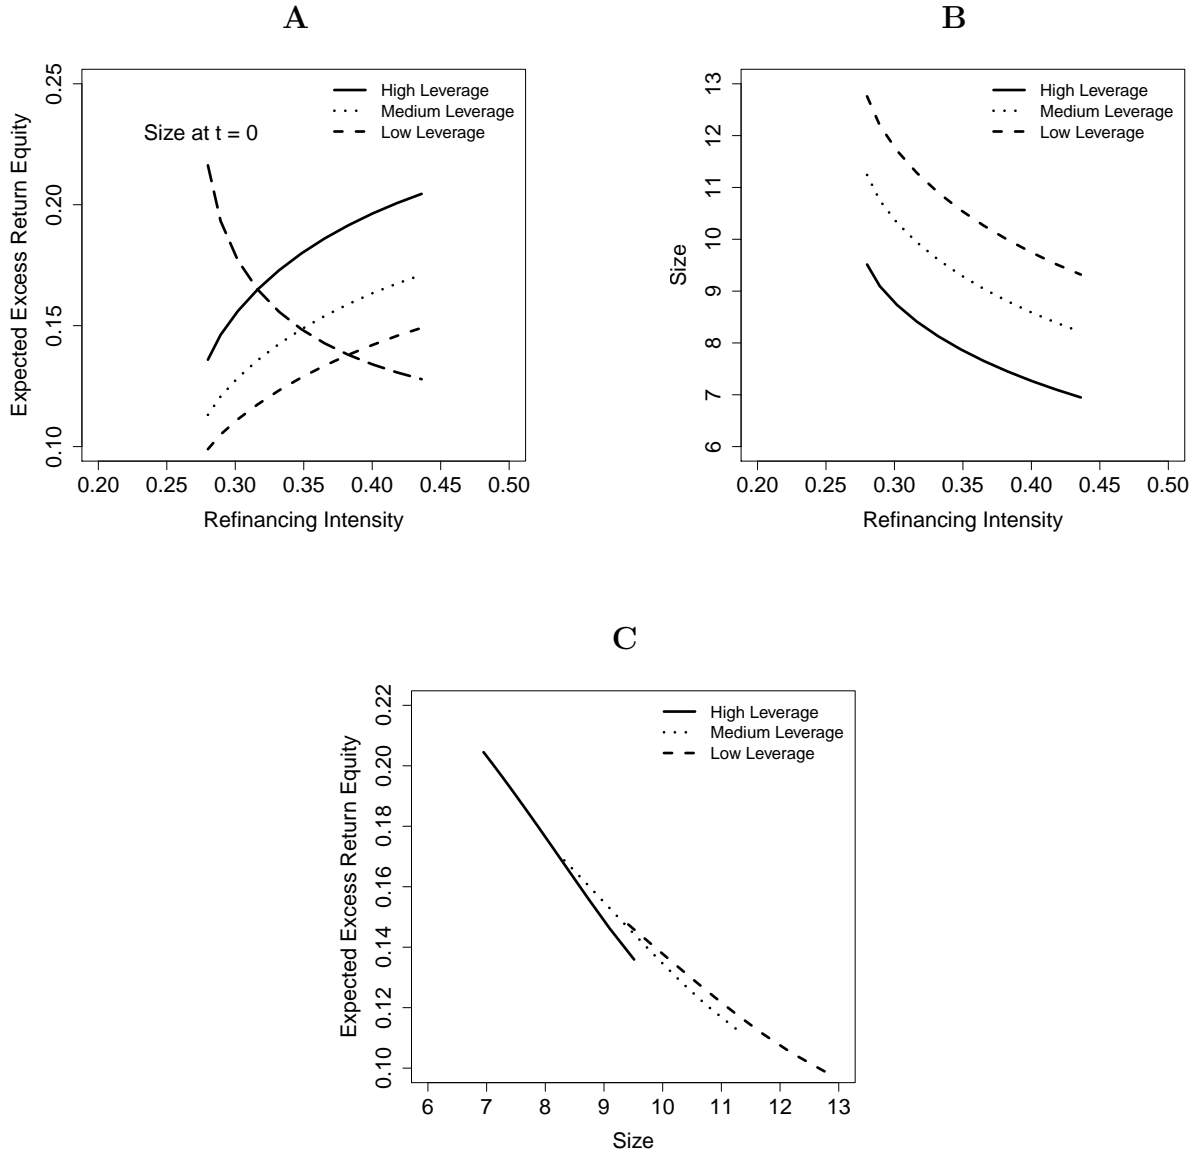 A
Expected Excess Return Equity
0.10 0.15 0.20 0.25
High Leverage
Medium Leverage
Low Leverage
Size at t = 0
0.20 0.25 0.30 0.35 0.40 0.45 0.50
Refinancing Intensity
B
Size
6 7 8 9 10 11 12 13
High Leverage
Medium Leverage
Low Leverage
0.20 0.25 0.30 0.35 0.40 0.45 0.50
Refinancing Intensity
C
Expected Excess Return Equity
0.10 0.12 0.14 0.16 0.18 0.20 0.22
High Leverage
Medium Leverage
Low Leverage
6 7 8 9 10 11 12 13
Size